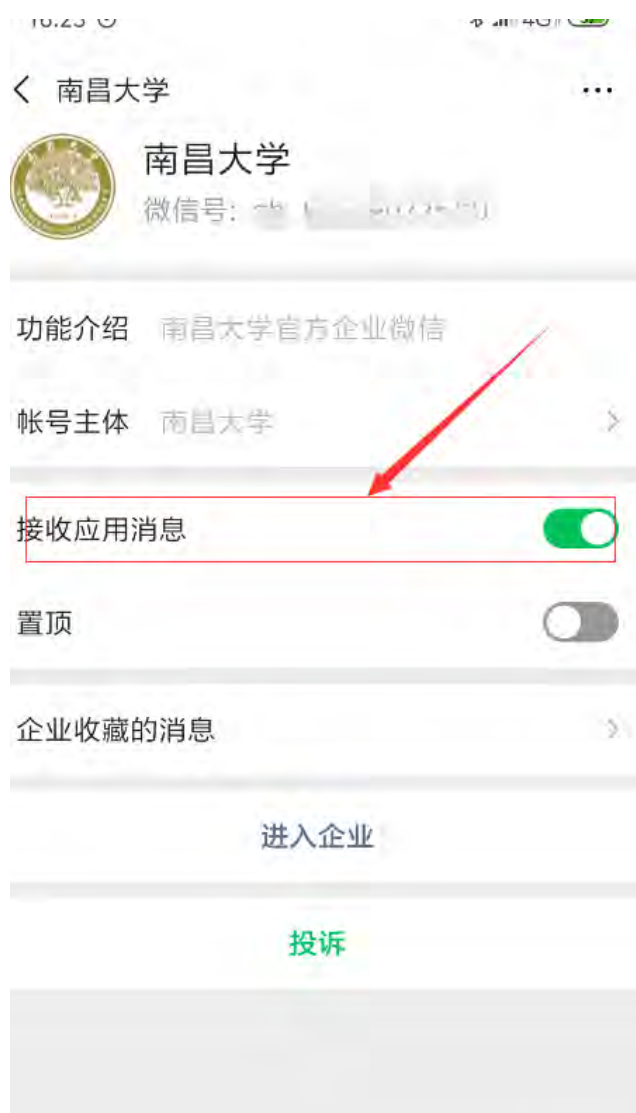 南昌大学
南昌大学
微信号:
功能介绍 南昌大学官方企业微信
帐号主体 南昌大学
接收应用消息
置顶
企业收藏的消息
进入企业
投诉